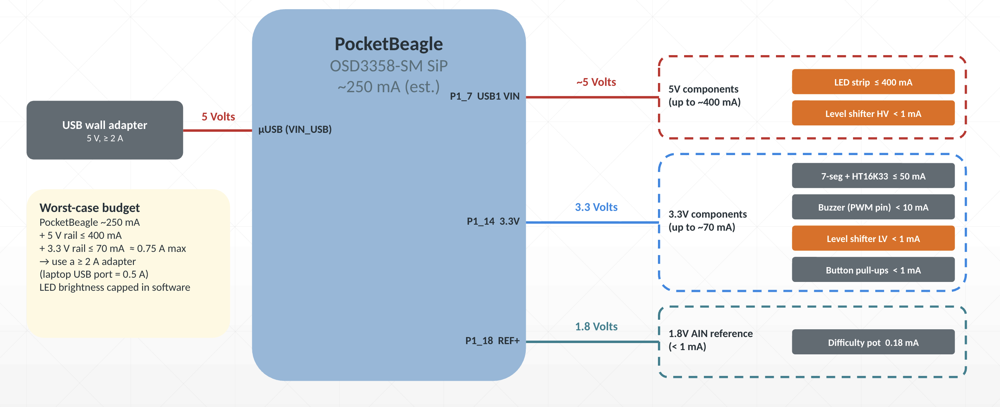 PocketBeagle
OSD3358-SM SiP
~250 mA (est.)
USB wall adapter
5 V, ≥ 2 A
5 Volts
µUSB (VIN_USB)
Worst-case budget
PocketBeagle ~250 mA
+ 5 V rail ≤ 400 mA
+ 3.3 V rail ≤ 70 mA ≈ 0.75 A max
→ use a ≥ 2 A adapter
(laptop USB port = 0.5 A)
LED brightness capped in software
P1_7 USB1 VIN
~5 Volts
5V components
(up to ~400 mA)
LED strip ≤ 400 mA
Level shifter HV < 1 mA
P1_14 3.3V
3.3 Volts
3.3V components
(up to ~70 mA)
7-seg + HT16K33 ≤ 50 mA
Buzzer (PWM pin) < 10 mA
Level shifter LV < 1 mA
Button pull-ups < 1 mA
P1_18 REF+
1.8 Volts
1.8V AIN reference
(< 1 mA)
Difficulty pot 0.18 mA